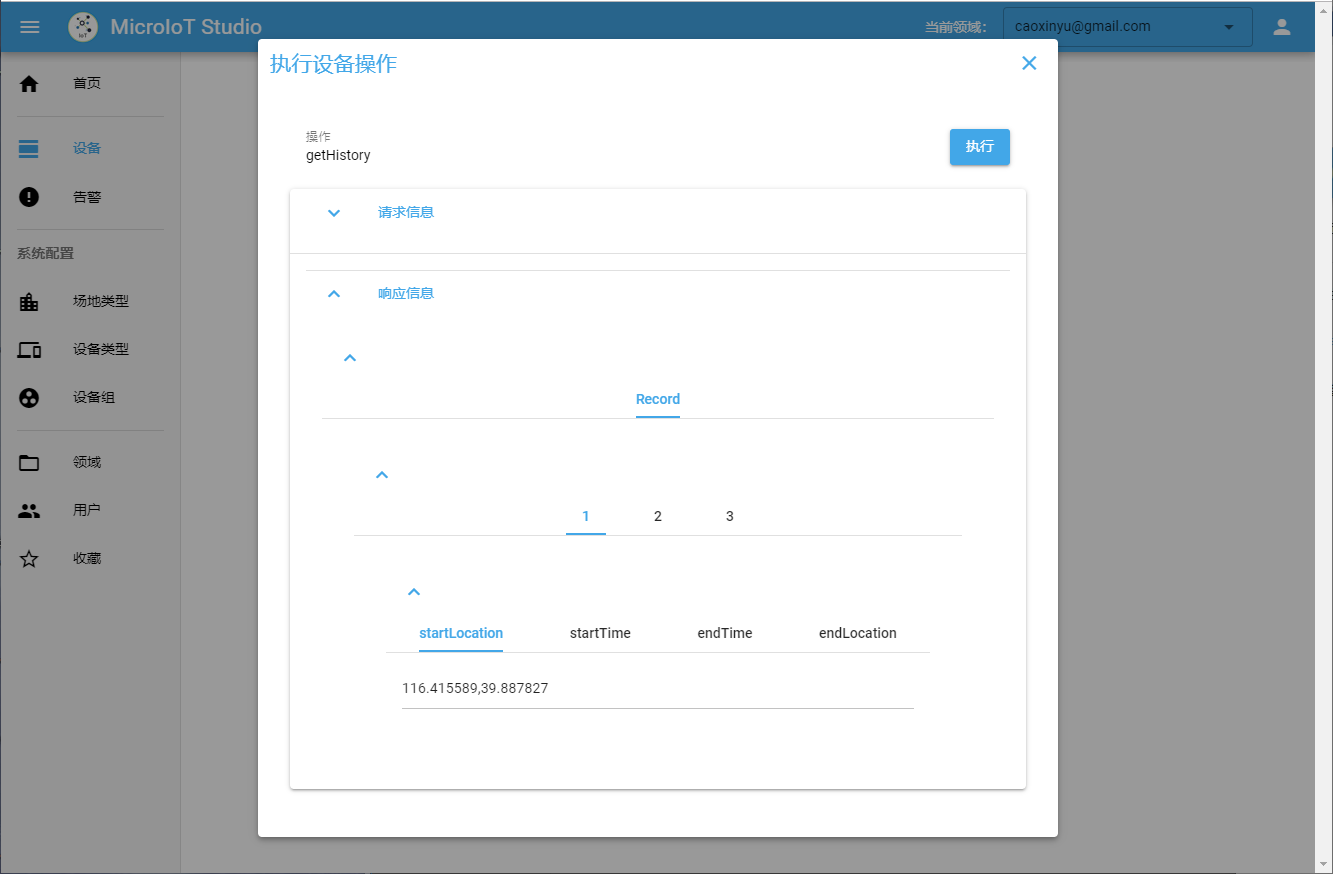 MicroIoT Studio
当前领域：
caoxinyu@gmail.com
首页
设备
告警
系统配置
场地类型
设备类型
设备组
领域
用户
收藏
执行设备操作
操作
getHistory
执行
请求信息
响应信息
Record
1 2 3
startLocation startTime endTime endLocation
116.415589,39.887827